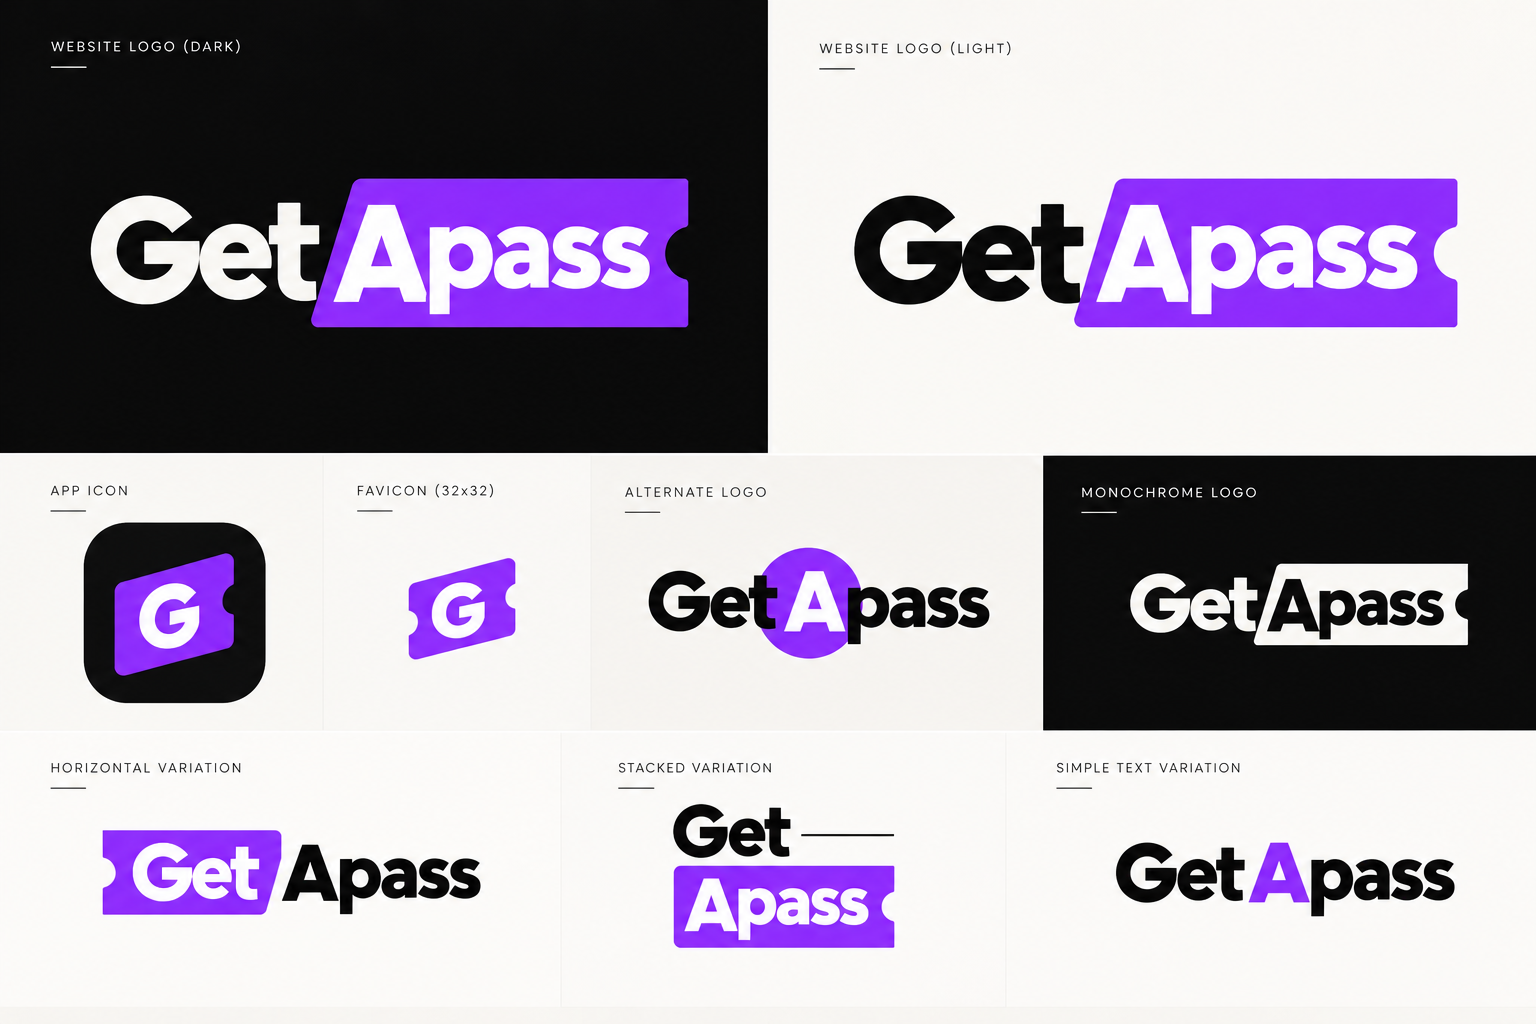 WEBSITE LOGO (DARK)
GetApass
WEBSITE LOGO (LIGHT)
GetApass
APP ICON
G
FAVICON (32x32)
G
ALTERNATE LOGO
GetApass
MONOCHROME LOGO
GetApass
HORIZONTAL VARIATION
GetApass
STACKED VARIATION
Get
Apass
SIMPLE TEXT VARIATION
GetApass